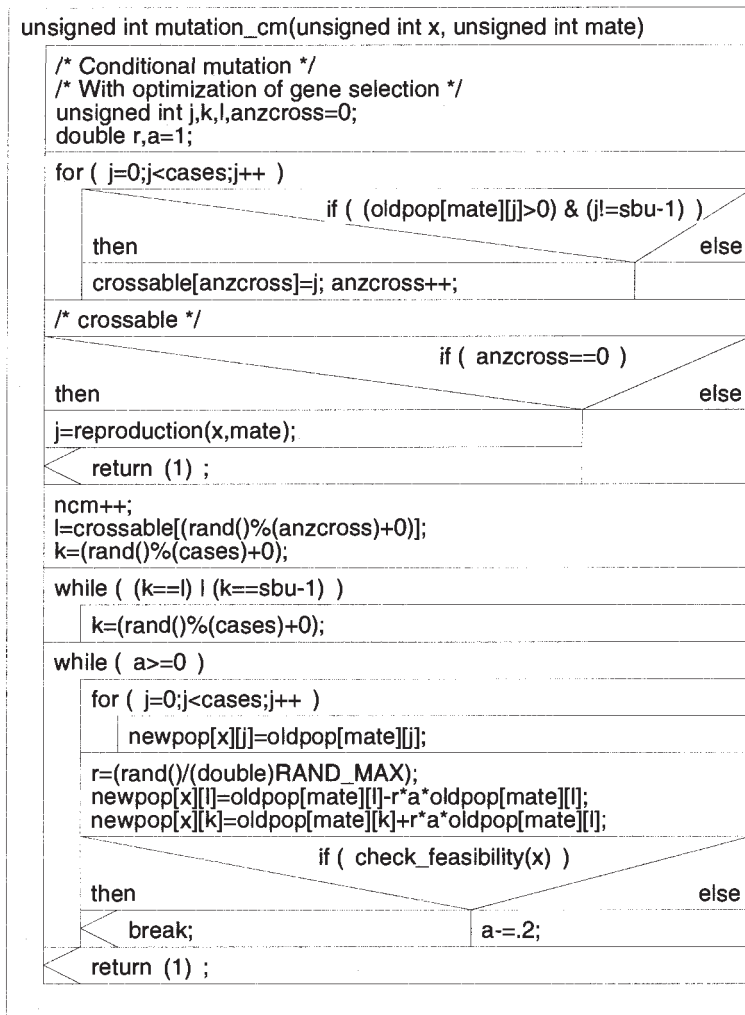 unsigned int mutation_cm(unsigned int x, unsigned int mate)
/* Conditional mutation */
/* With optimization of gene selection */
unsigned int j,k,l,anzcross=0;
double r,a=1;
for ( j=0;j<cases;j++ )
if ( (oldpop[mate][j]>0) & (j!=sbu-1) )
then
else
crossable[anzcross]=j; anzcross++;
/* crossable */
if ( anzcross==0 )
then
else
j=reproduction(x,mate);
return (1) ;
ncm++;
l=crossable[(rand()%(anzcross)+0)];
k=(rand()%(cases)+0);
while ( (k==l) | (k==sbu-1) )
k=(rand()%(cases)+0);
while ( a>=0 )
for ( j=0;j<cases;j++ )
newpop[x][j]=oldpop[mate][j];
r=(rand()/(double)RAND_MAX);
newpop[x][l]=oldpop[mate][l]-r*a*oldpop[mate][l];
newpop[x][k]=oldpop[mate][k]+r*a*oldpop[mate][l];
if ( check_feasibility(x) )
then
else
break;
a-=.2;
return (1) ;